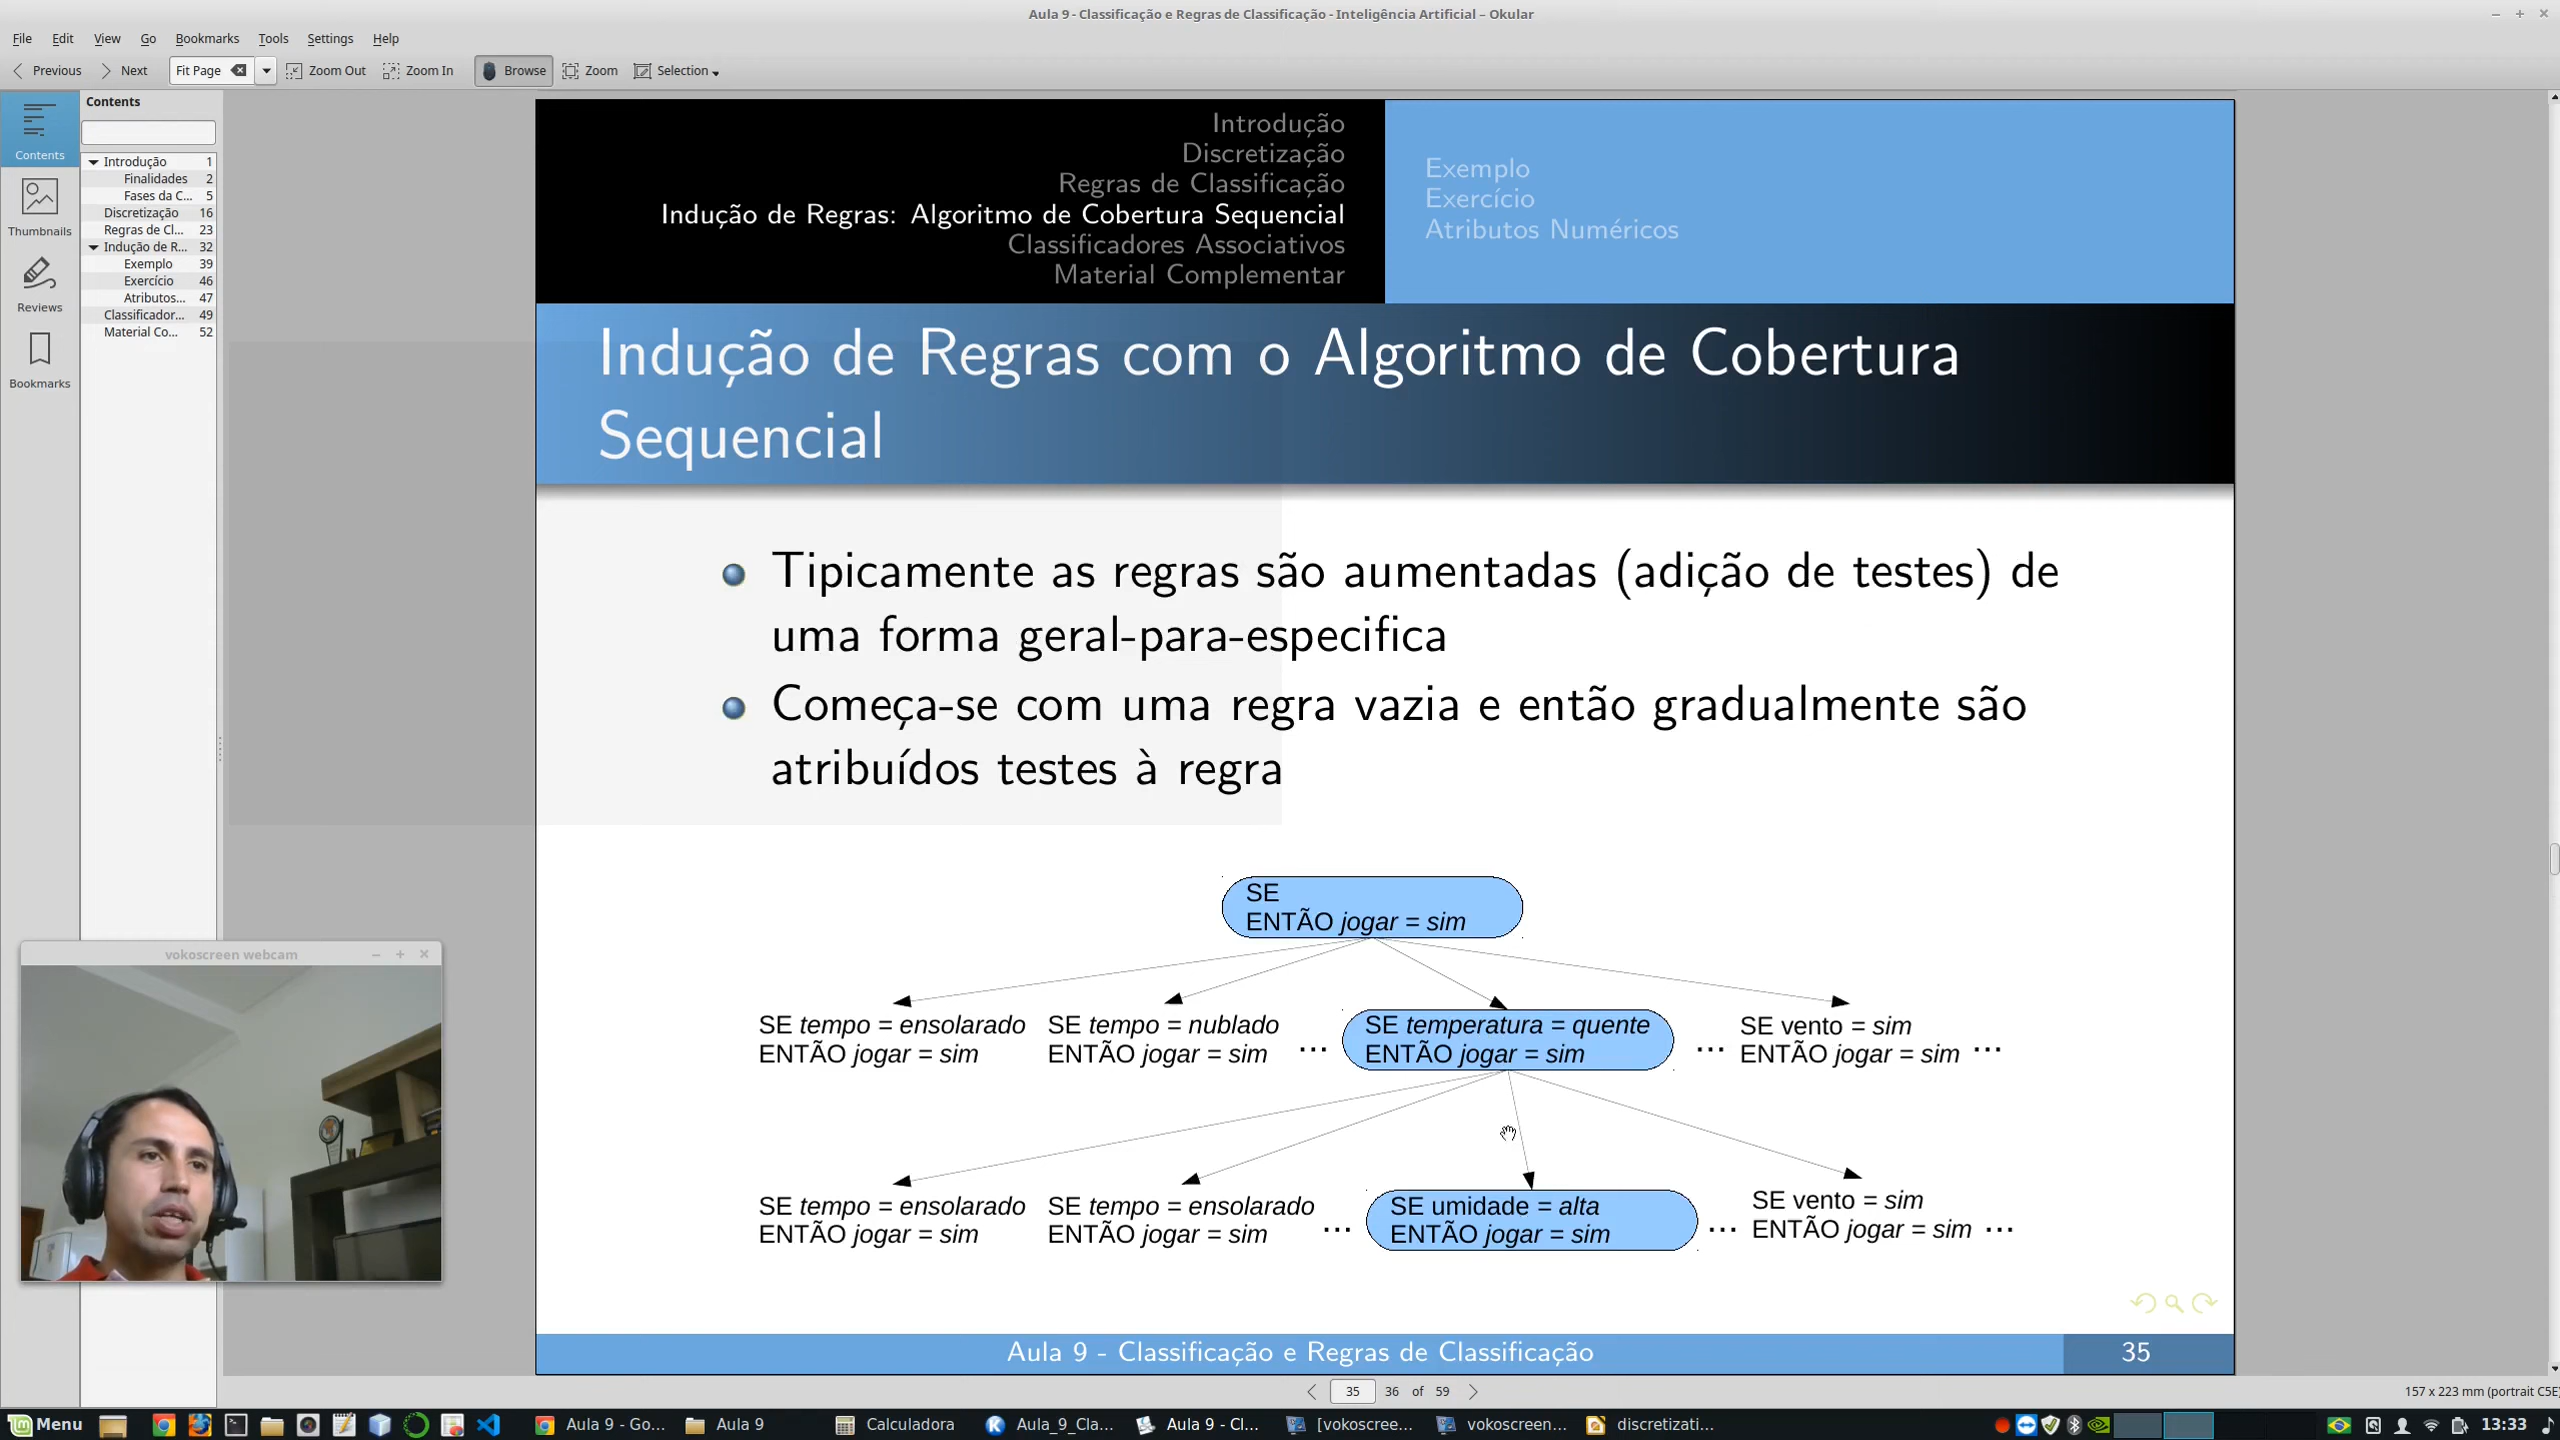 Aula 9 - Classificação e Regras de Classificação - Inteligência Artificial – Okular
File Edit View Go Bookmarks Tools Settings Help
Previous Next Fit Page Zoom Out Zoom In Browse Zoom Selection
Contents
Contents
Thumbnails
Reviews
Bookmarks
Introdução 1
Finalidades 2
Fases da C... 5
Discretização 16
Regras de Cl... 23
Indução de R... 32
Exemplo 39
Exercício 46
Atributos... 47
Classificador... 49
Material Co... 52
Introdução
Discretização
Regras de Classificação
Indução de Regras: Algoritmo de Cobertura Sequencial
Classificadores Associativos
Material Complementar
Exemplo
Exercício
Atributos Numéricos
Indução de Regras com o Algoritmo de Cobertura
Sequencial
Tipicamente as regras são aumentadas (adição de testes) de
uma forma geral-para-especifica
Começa-se com uma regra vazia e então gradualmente são
atribuídos testes à regra
SE
ENTÃO jogar = sim
SE tempo = ensolarado
ENTÃO jogar = sim
SE tempo = nublado
ENTÃO jogar = sim
...
SE temperatura = quente
ENTÃO jogar = sim
...
SE vento = sim
ENTÃO jogar = sim ...
SE tempo = ensolarado
ENTÃO jogar = sim
SE tempo = ensolarado
ENTÃO jogar = sim
...
SE umidade = alta
ENTÃO jogar = sim
...
SE vento = sim
ENTÃO jogar = sim ...
Aula 9 - Classificação e Regras de Classificação 35
vokoscreen webcam
35 36 of 59
157 x 223 mm (portrait C5E
Menu Aula 9 - Go... Aula 9 Calculadora Aula_9_Cla... Aula 9 - Cl... [vokoscree... vokoscreen... discretizati... 13:33